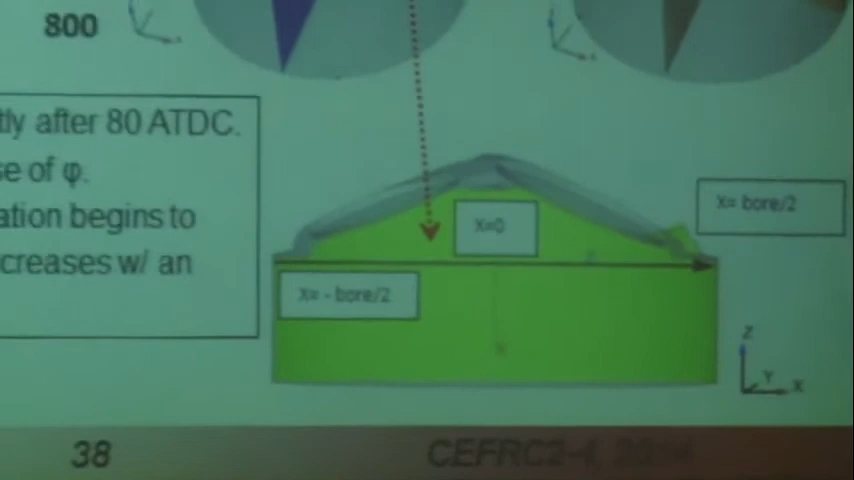 800
tly after 80 ATDC.
se of φ.
ation begins to
creases w/ an
X=0
X= bore/2
X= - bore/2
Z
Y
X
38
CEFRC2-4,